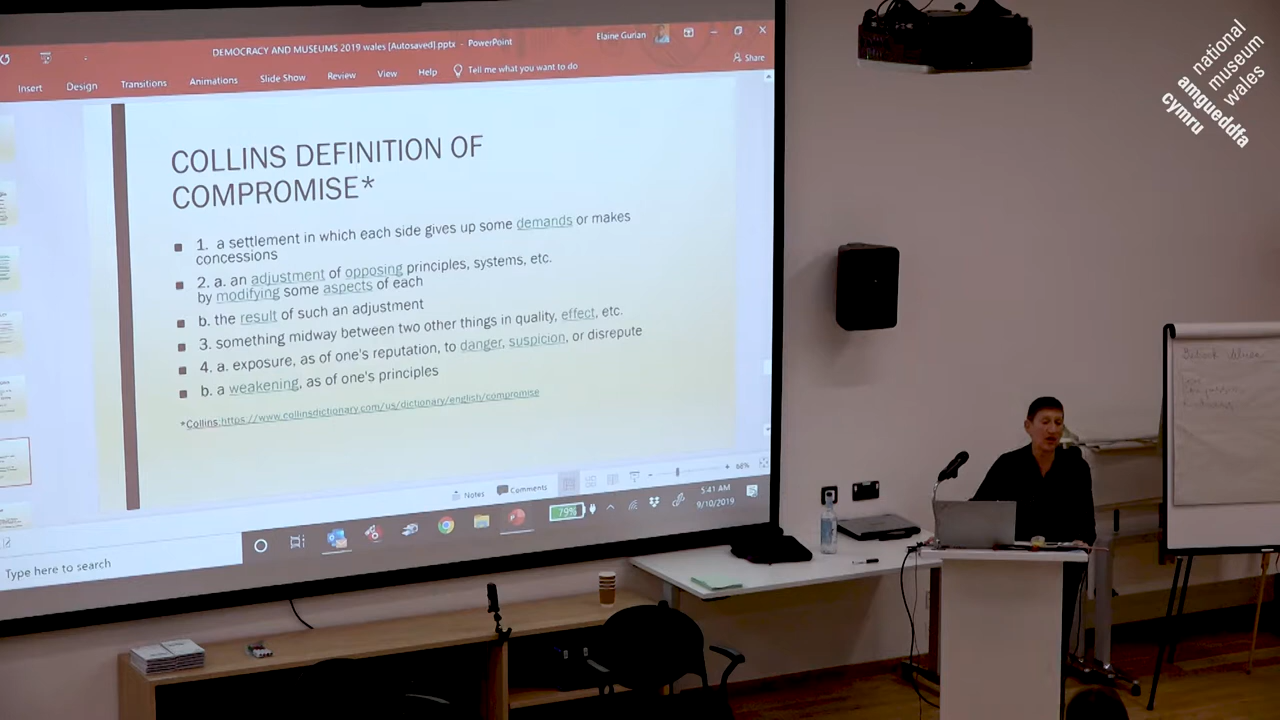 DEMOCRACY AND MUSEUMS 2019 wales [Autosaved].pptx - PowerPoint
Elaine Gurian
Insert Design Transitions Animations Slide Show Review View Help Tell me what you want to do
Share
COLLINS DEFINITION OF
COMPROMISE*
1. a settlement in which each side gives up some demands or makes
concessions
2. a. an adjustment of opposing principles, systems, etc.
by modifying some aspects of each
b. the result of such an adjustment
3. something midway between two other things in quality, effect, etc.
4. a. exposure, as of one's reputation, to danger, suspicion, or disrepute
b. a weakening, as of one's principles
*Collins:https://www.collinsdictionary.com/us/dictionary/english/compromise
Notes Comments 68%
Type here to search
79%
5:41 AM
9/10/2019
national
museum
wales
amgueddfa
cymru